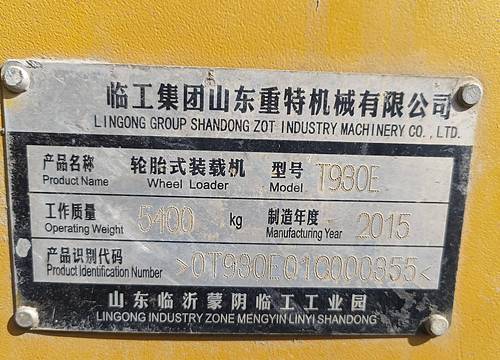 临工集团山东重特机械有限公司
LINGONG GROUP SHANDONG ZOT INDUSTRY MACHINERY CO., LTD.
产品名称 轮胎式装载机 型号 T930E
Product Name Wheel Loader Model
工作质量 5400 kg 制造年度 2015
Operating Weight Manufacturing Year
产品识别代码 >0T930E01C000355<
Product Identification Number
山东临沂蒙阴临工工业园
LINGONG INDUSTRY ZONE MENGYIN LINYI SHANDONG